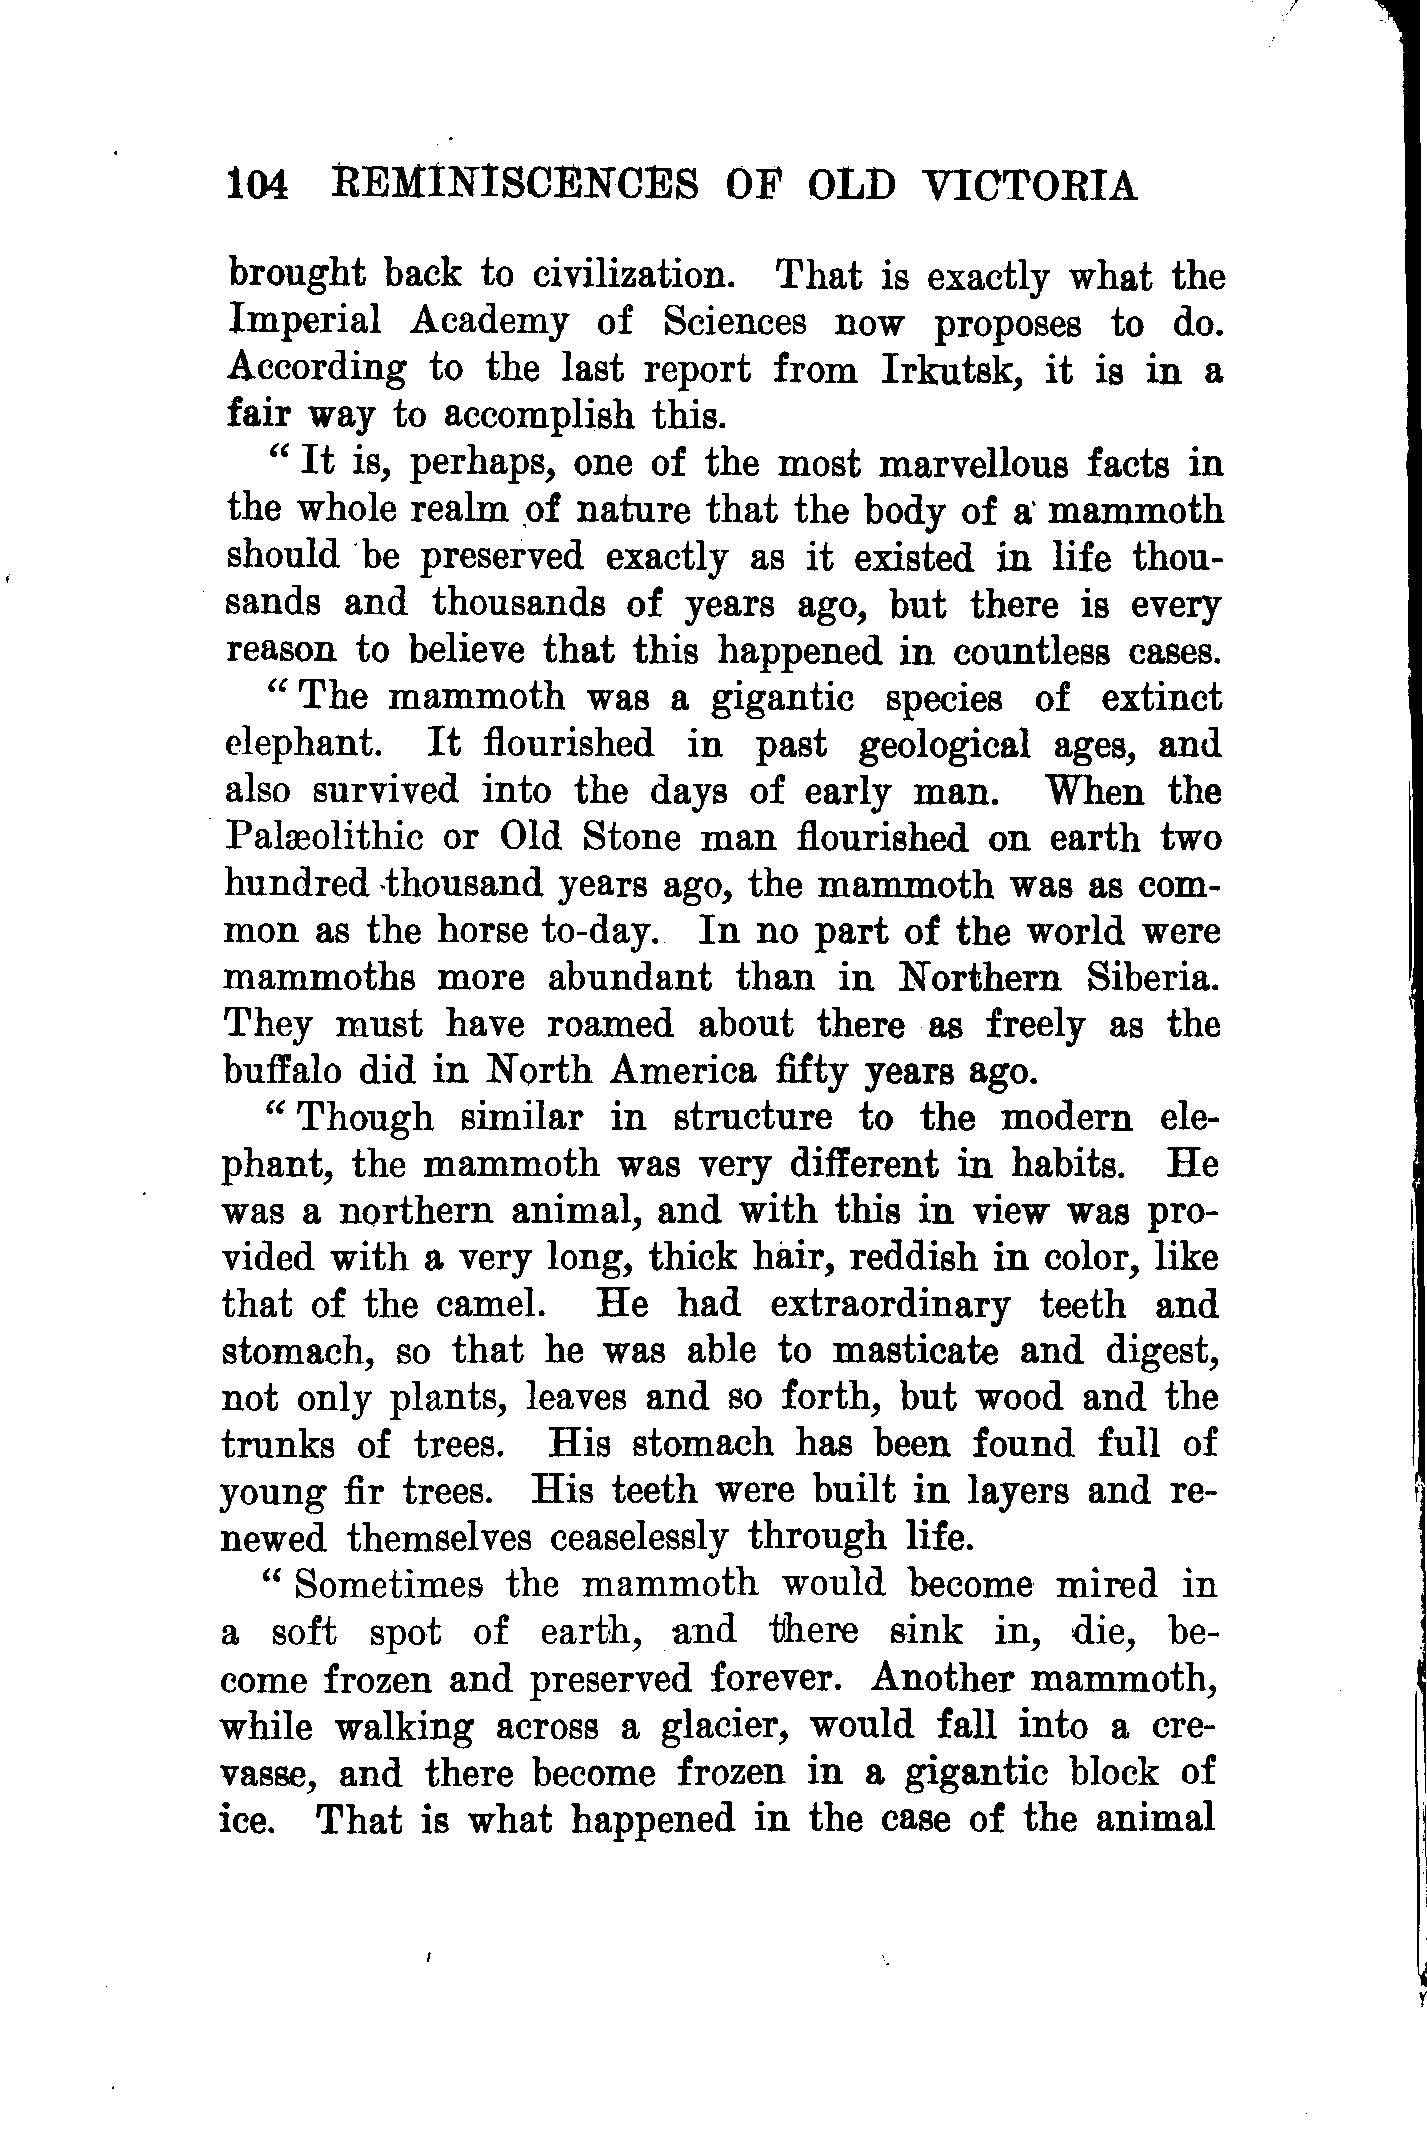 104 REMINISCENCES OF OLD VICTORIA
brought back to civilization. That is exactly what the
Imperial Academy of Sciences now proposes to do.
According to the last report from Irkutsk, it is in a
fair way to accomplish this.
“ It is, perhaps, one of the most marvellous facts in
the whole realm of nature that the body of a mammoth
should be preserved exactly as it existed in life thou-
sands and thousands of years ago, but there is every
reason to believe that this happened in countless cases.
“ The mammoth was a gigantic species of extinct
elephant. It flourished in past geological ages, and
also survived into the days of early man. When the
Palæolithic or Old Stone man flourished on earth two
hundred thousand years ago, the mammoth was as com-
mon as the horse to-day. In no part of the world were
mammoths more abundant than in Northern Siberia.
They must have roamed about there as freely as the
buffalo did in North America fifty years ago.
“ Though similar in structure to the modern ele-
phant, the mammoth was very different in habits. He
was a northern animal, and with this in view was pro-
vided with a very long, thick hair, reddish in color, like
that of the camel. He had extraordinary teeth and
stomach, so that he was able to masticate and digest,
not only plants, leaves and so forth, but wood and the
trunks of trees. His stomach has been found full of
young fir trees. His teeth were built in layers and re-
newed themselves ceaselessly through life.
“ Sometimes the mammoth would become mired in
a soft spot of earth, and there sink in, die, be-
come frozen and preserved forever. Another mammoth,
while walking across a glacier, would fall into a cre-
vasse, and there become frozen in a gigantic block of
ice. That is what happened in the case of the animal